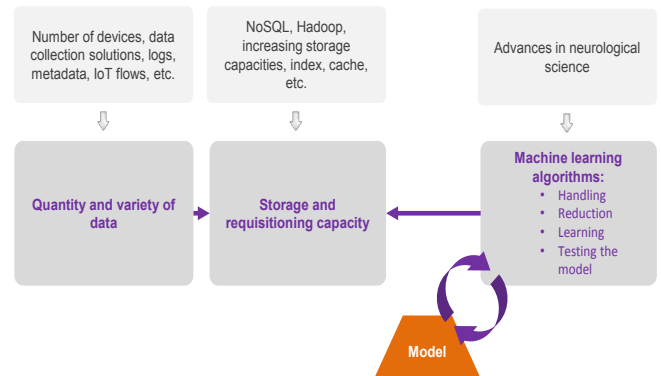 Number of devices, data
collection solutions, logs,
metadata, IoT flows, etc.
NoSQL, Hadoop,
increasing storage
capacities, index, cache,
etc.
Advances in neurological
science
Quantity and variety of
data
Storage and
requisitioning capacity
Machine learning
algorithms:
• Handling
• Reduction
• Learning
• Testing the
model
Model